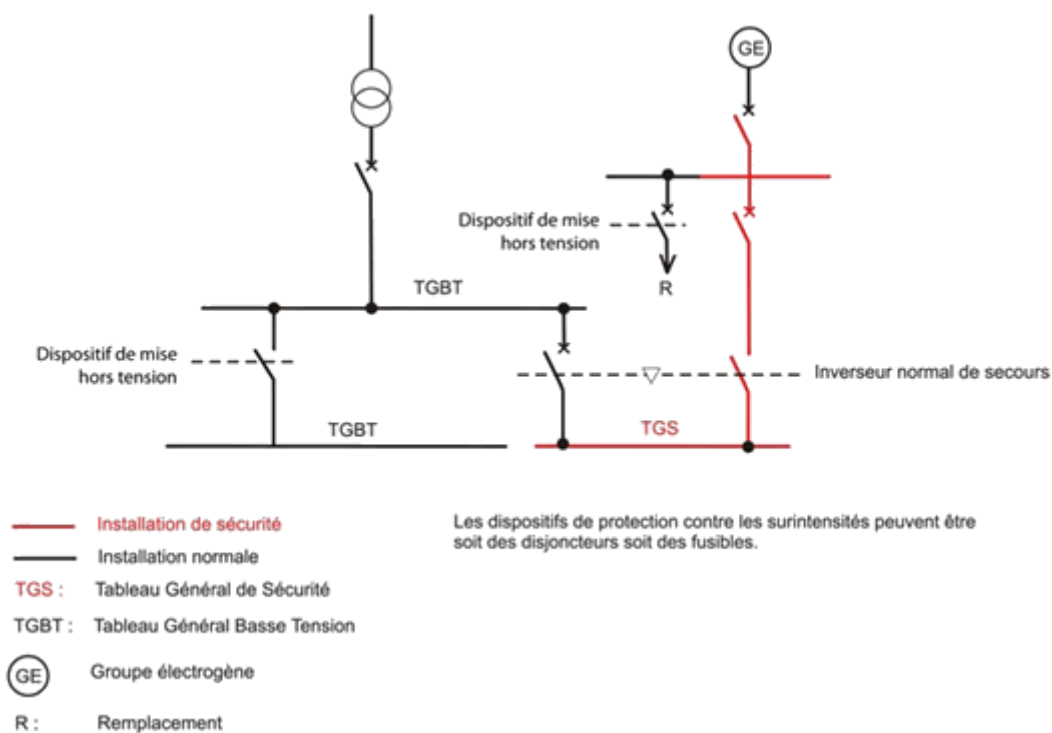 GE
Dispositif de mise
hors tension
R
TGBT
Dispositif de mise
hors tension
Inverseur normal de secours
TGBT
TGS
Installation de sécurité
Les dispositifs de protection contre les surintensités peuvent être
soit des disjoncteurs soit des fusibles.
Installation normale
TGS : Tableau Général de Sécurité
TGBT : Tableau Général Basse Tension
GE Groupe électrogène
R : Remplacement